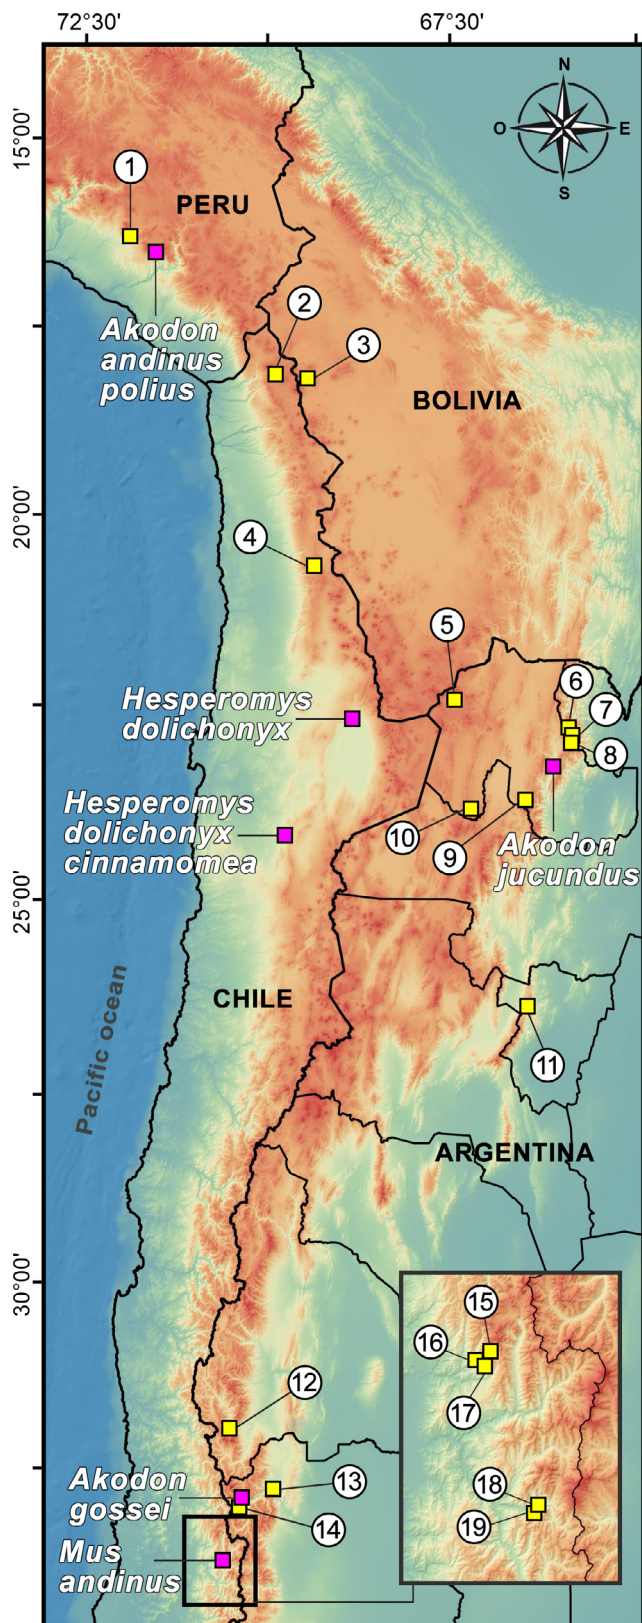 72°30'
67°30'
N
O
E
S
15°00'
1
PERU
Akodon
andinus
polius
2
3
BOLIVIA
20°00'
4
5
6
7
8
Hesperomys
dolichonyx
Hesperomys
dolichonyx
cinnamomea
10
9
Akodon
jucundus
25°00'
CHILE
11
Pacific ocean
ARGENTINA
30°00'
15
16
17
12
18
19
Akodon
gossei
13
14
Mus
andinus